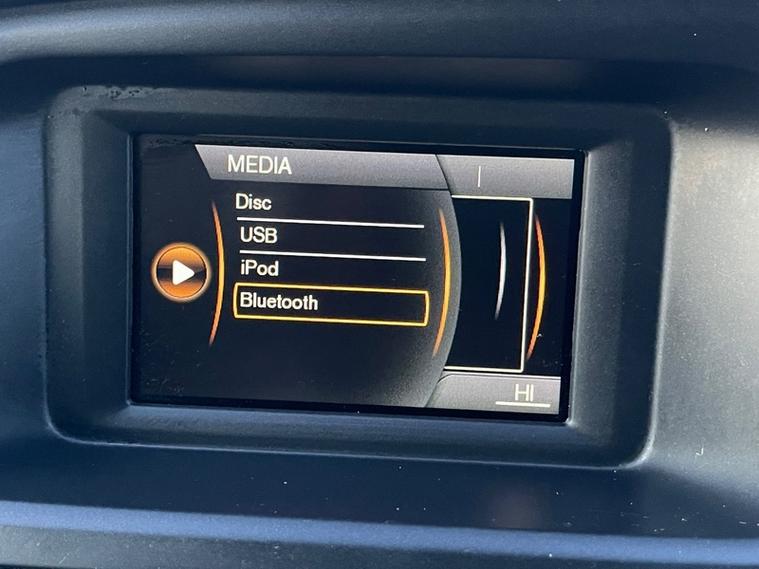 MEDIA
Disc
USB
iPod
Bluetooth
HI